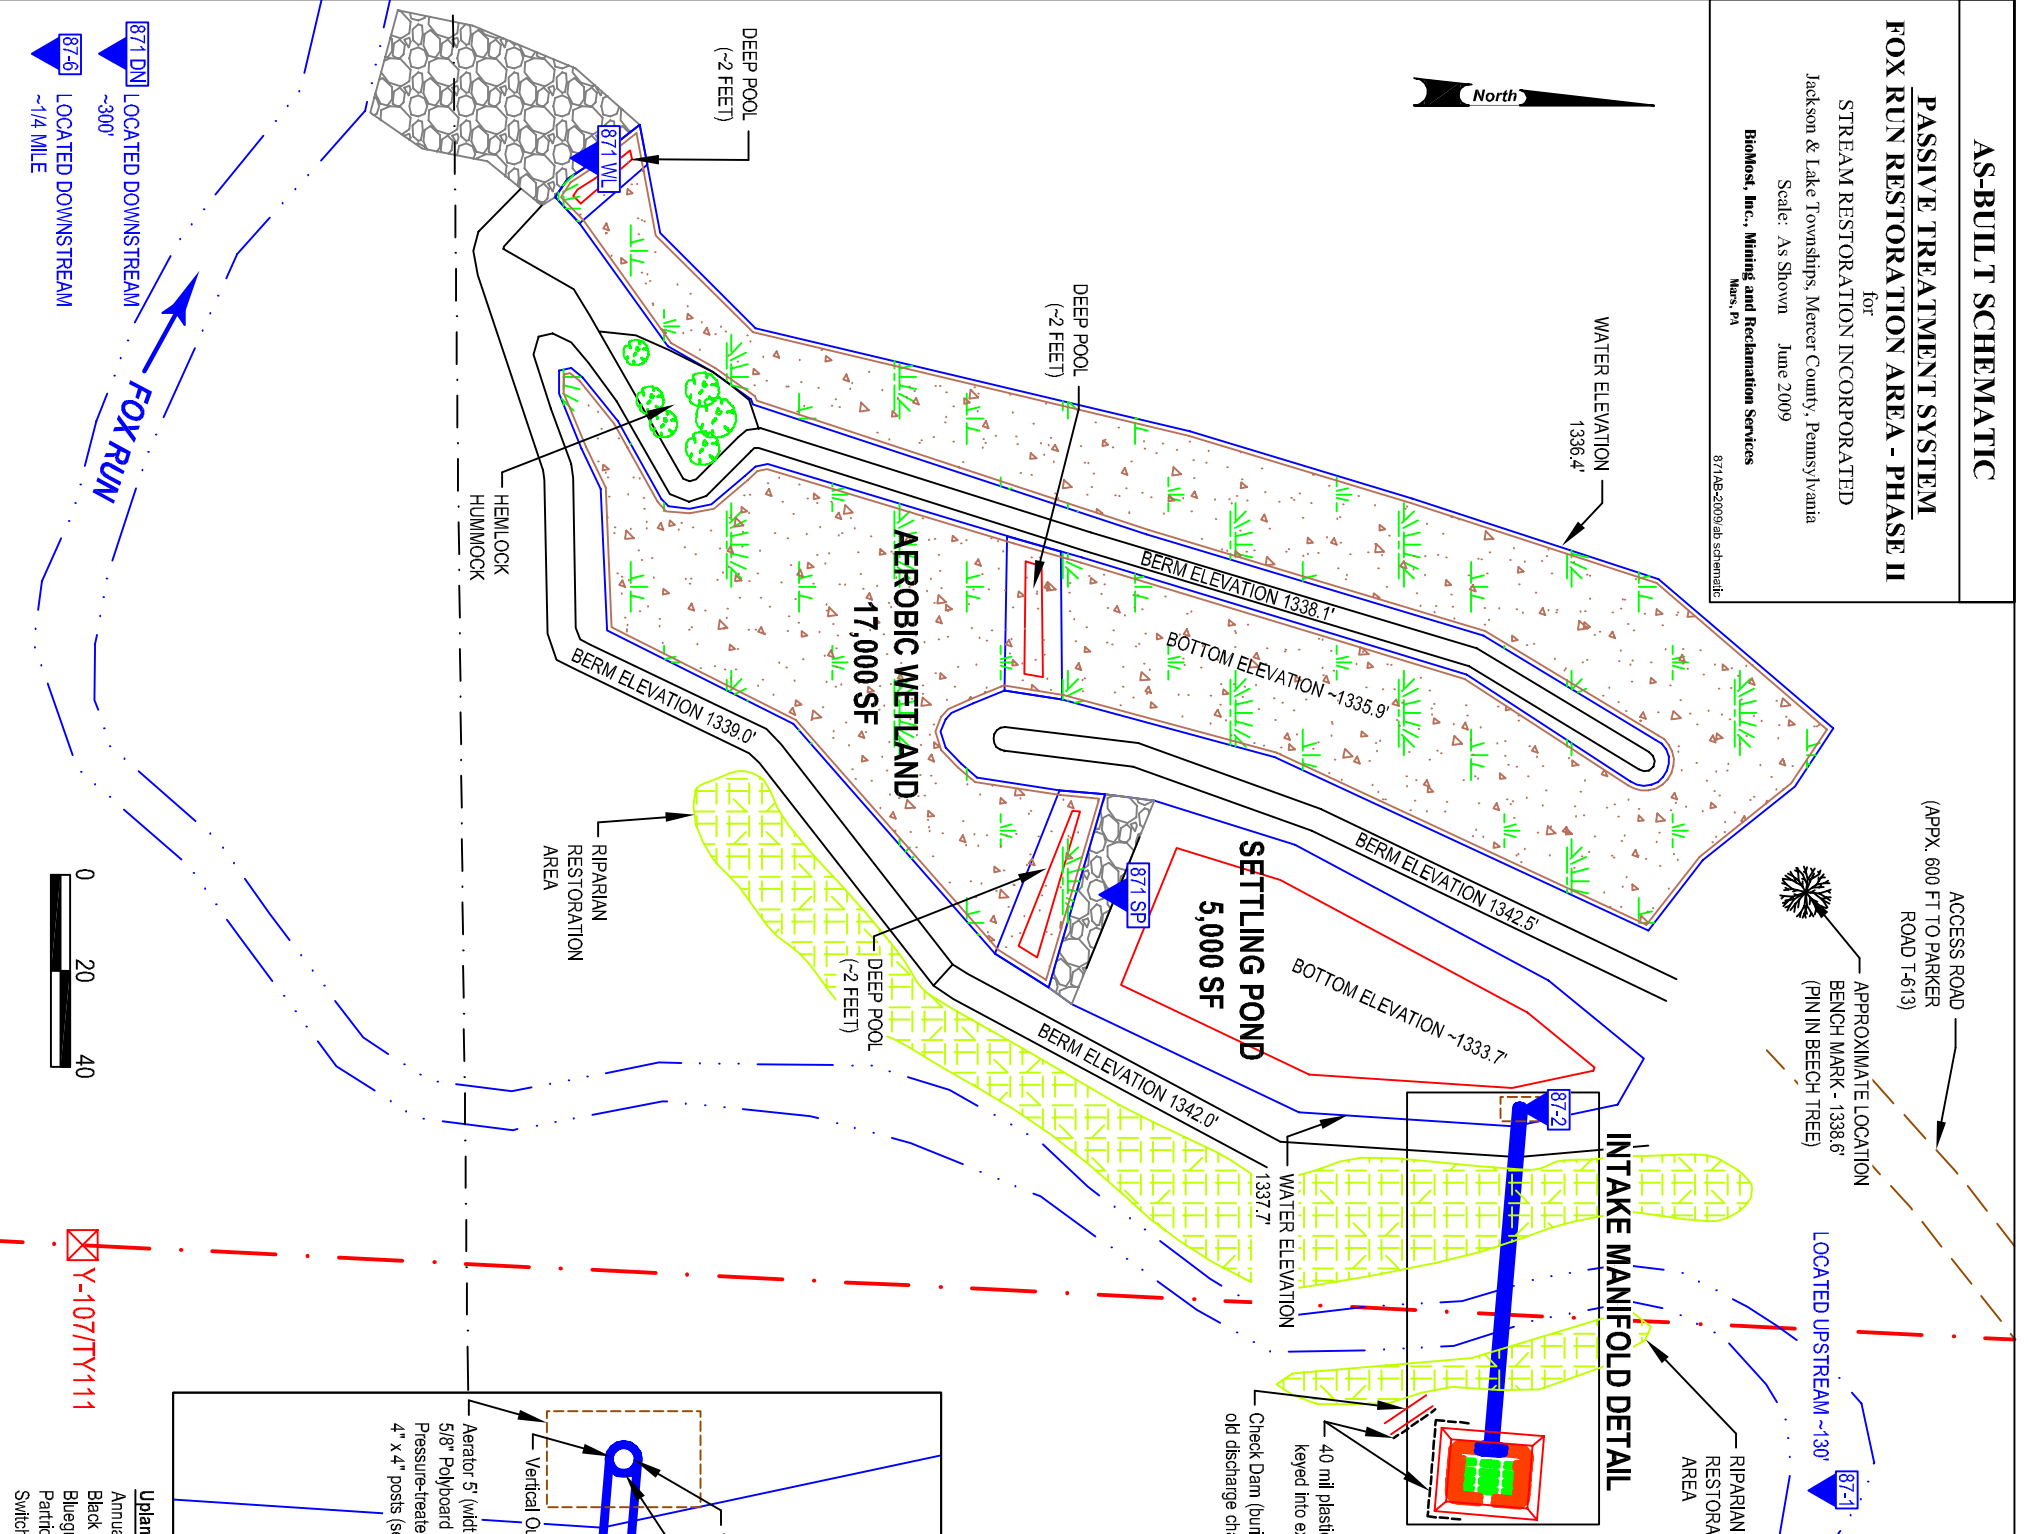 AS-BUILT SCHEMATIC
PASSIVE TREATMENT SYSTEM
FOX RUN RESTORATION AREA - PHASE II
for
STREAM RESTORATION INCORPORATED
Jackson & Lake Townships, Mercer County, Pennsylvania
Scale: As Shown June 2009
BioMost, Inc., Mining and Reclamation Services
Mars, PA
871AB-2009/ab schematic
North
ACCESS ROAD
(APPX. 600 FT TO PARKER
ROAD T-613)
APPROXIMATE LOCATION
BENCH MARK - 1338.6'
(PIN IN BEECH TREE)
LOCATED UPSTREAM ~130'
87-1
RIPARIAN
RESTORA
AREA
WATER ELEVATION
1336.4'
INTAKE MANIFOLD DETAIL
87-2
BERM ELEVATION 1338.1'
BOTTOM ELEVATION ~1335.9'
BERM ELEVATION 1342.5'
BOTTOM ELEVATION ~1333.7'
SETTLING POND
5,000 SF
WATER ELEVATION
1337.7'
40 mil plastic
keyed into ex
Check Dam (buri
old discharge cha
871 SP
DEEP POOL
(~2 FEET)
BERM ELEVATION 1342.0'
AEROBIC WETLAND
17,000 SF
DEEP POOL
(~2 FEET)
DEEP POOL
(~2 FEET)
871 WL
BERM ELEVATION 1339.0'
RIPARIAN
RESTORATION
AREA
HEMLOCK
HUMMOCK
Vertical Ou
Aerator 5' (widt
5/8" Polyboard
Pressure-treate
4" x 4" posts (se
871 DN
LOCATED DOWNSTREAM
~300'
87-6
LOCATED DOWNSTREAM
~1/4 MILE
FOX RUN
0 20 40
Y-107/TY111
Uplan
Annua
Black
Bluegr
Partric
Switch